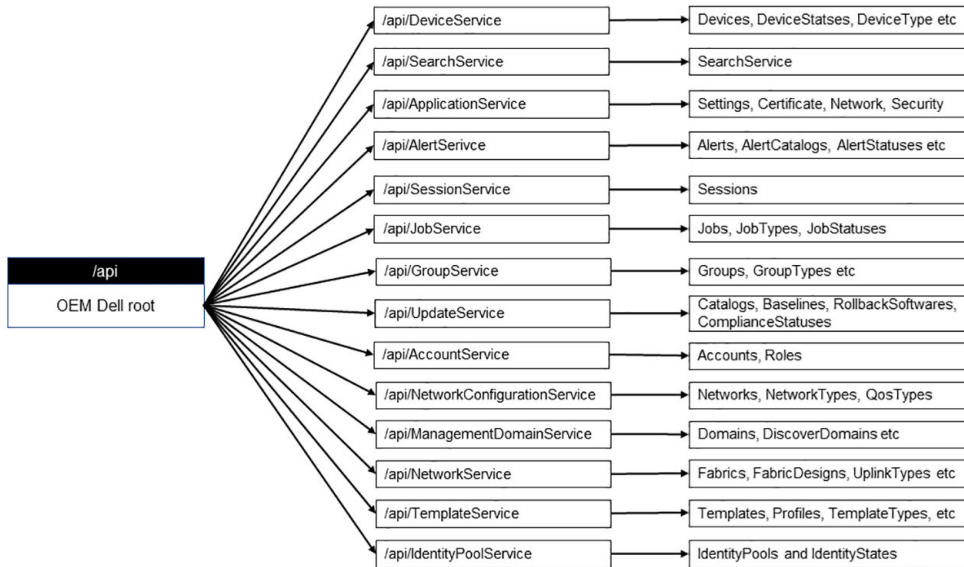 /api
OEM Dell root
/api/DeviceService
Devices, DeviceStatses, DeviceType etc
/api/SearchService
SearchService
/api/ApplicationService
Settings, Certificate, Network, Security
/api/AlertSerivce
Alerts, AlertCatalogs, AlertStatuses etc
/api/SessionService
Sessions
/api/JobService
Jobs, JobTypes, JobStatuses
/api/GroupService
Groups, GroupTypes etc
/api/UpdateService
Catalogs, Baselines, RollbackSoftwares,
ComplianceStatuses
/api/AccountService
Accounts, Roles
/api/NetworkConfigurationService
Networks, NetworkTypes, QosTypes
/api/ManagementDomainService
Domains, DiscoverDomains etc
/api/NetworkService
Fabrics, FabricDesigns, UplinkTypes etc
/api/TemplateService
Templates, Profiles, TemplateTypes, etc
/api/IdentityPoolService
IdentityPools and IdentityStates